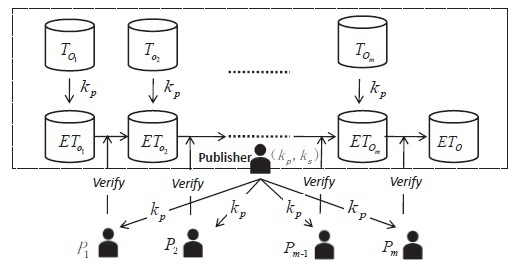 T_{O_1} T_{O_2} T_{O_m}
k_p k_p k_p
ET_{O_1} ET_{O_2} ET_{O_m} ET_O
Publisher (k_p, k_s)
Verify Verify Verify Verify
k_p k_p k_p k_p
P_1 P_2 P_{m-1} P_m